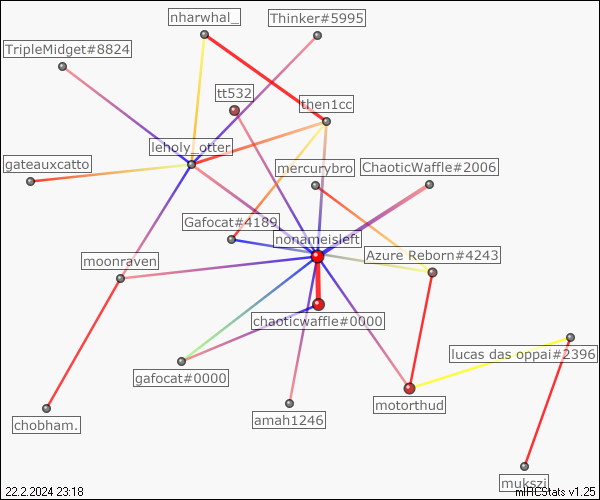 nharwhal_
Thinker#5995
TripleMidget#8824
tt532
then1cc
leholy_otter
gateauxcatto
mercurybro
ChaoticWaffle#2006
Gafocat#4189
nonameisleft
moonraven
Azure Reborn#4243
chaoticwaffle#0000
lucas das oppai#2396
gafocat#0000
motorthud
chobham.
amah1246
mukszi
22.2.2024 23:18
mIRCStats v1.25